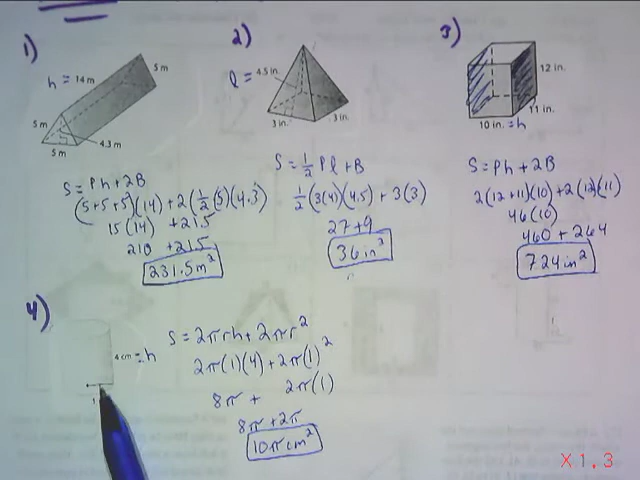 1)
h = 14 m
5 m
5 m
4.3 m
5 m
S = Ph + 2B
(5+5+5)(14) + 2(1/2(5)(4.3)
15(14) + 21.5
210 + 21.5
231.5 m²
2)
l = 4.5 in.
3 in.
3 in.
S = 1/2 Pl + B
1/2(3(4)(4.5) + 3(3)
27 + 9
36 in²
3)
12 in.
11 in.
10 in. = h
S = Ph + 2B
2(12+11)(10) + 2(12)(11)
46(10)
460 + 264
724 in²
4)
4 cm = h
1
S = 2πrh + 2πr²
2π(1)(4) + 2π(1)²
8π + 2π(1)
8π + 2π
10π cm²
X1.3